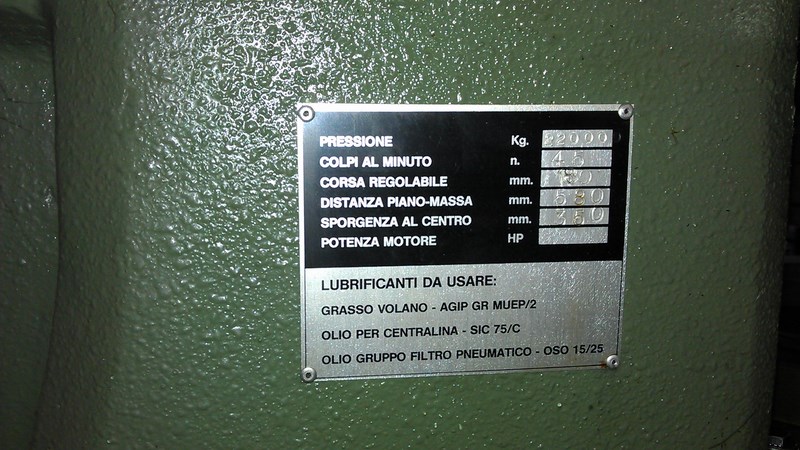 PRESSIONE Kg. 92000
COLPI AL MINUTO n. 45
CORSA REGOLABILE mm.
DISTANZA PIANO-MASSA mm. 580
SPORGENZA AL CENTRO mm. 350
POTENZA MOTORE HP
LUBRIFICANTI DA USARE:
GRASSO VOLANO - AGIP GR MUEP/2
OLIO PER CENTRALINA - SIC 75/C
OLIO GRUPPO FILTRO PNEUMATICO - OSO 15/25